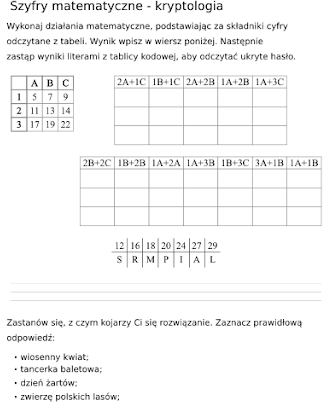 Szyfry matematyczne - kryptologia
Wykonaj działania matematyczne, podstawiając za składniki cyfry
odczytane z tabeli. Wynik wpisz w wiersz poniżej. Następnie
zastąp wyniki literami z tablicy kodowej, aby odczytać ukryte hasło.
A B C
1 5 7 9
2 11 13 14
3 17 19 22
2A+1C 1B+1C 2A+2B 1A+2B 1A+3C
2B+2C 1B+2B 1A+2A 1A+3B 1B+3C 3A+1B 1A+1B
12 16 18 20 24 27 29
S R M P I A L
Zastanów się, z czym kojarzy Ci się rozwiązanie. Zaznacz prawidłową
odpowiedź:
• wiosenny kwiat;
• tancerka baletowa;
• dzień żartów;
• zwierzę polskich lasów;